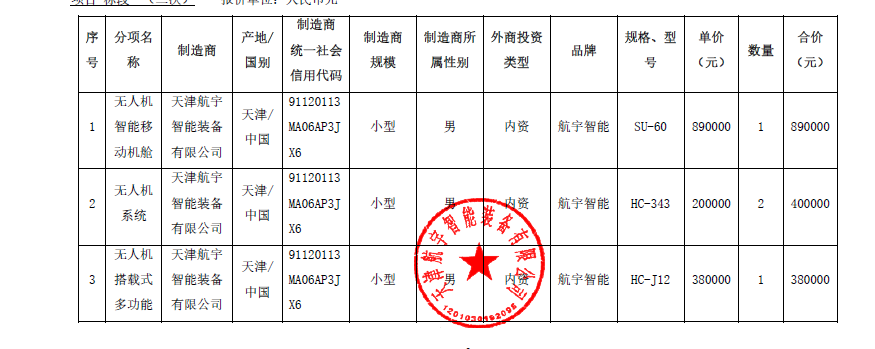 报价单位：人民币元
序号 分项名称 制造商 产地/国别 制造商统一社会信用代码 制造商规模 制造商所属性别 外商投资类型 品牌 规格、型号 单价（元） 数量 合价（元）
1 无人机智能移动机舱 天津航宇智能装备有限公司 天津/中国 91120113MA06AP3JX6 小型 男 内资 航宇智能 SU-60 890000 1 890000
2 无人机系统 天津航宇智能装备有限公司 天津/中国 91120113MA06AP3JX6 小型 男 内资 航宇智能 HC-343 200000 2 400000
3 无人机搭载式多功能 天津航宇智能装备有限公司 天津/中国 91120113MA06AP3JX6 小型 男 内资 航宇智能 HC-J12 380000 1 380000
天津航宇智能装备有限公司